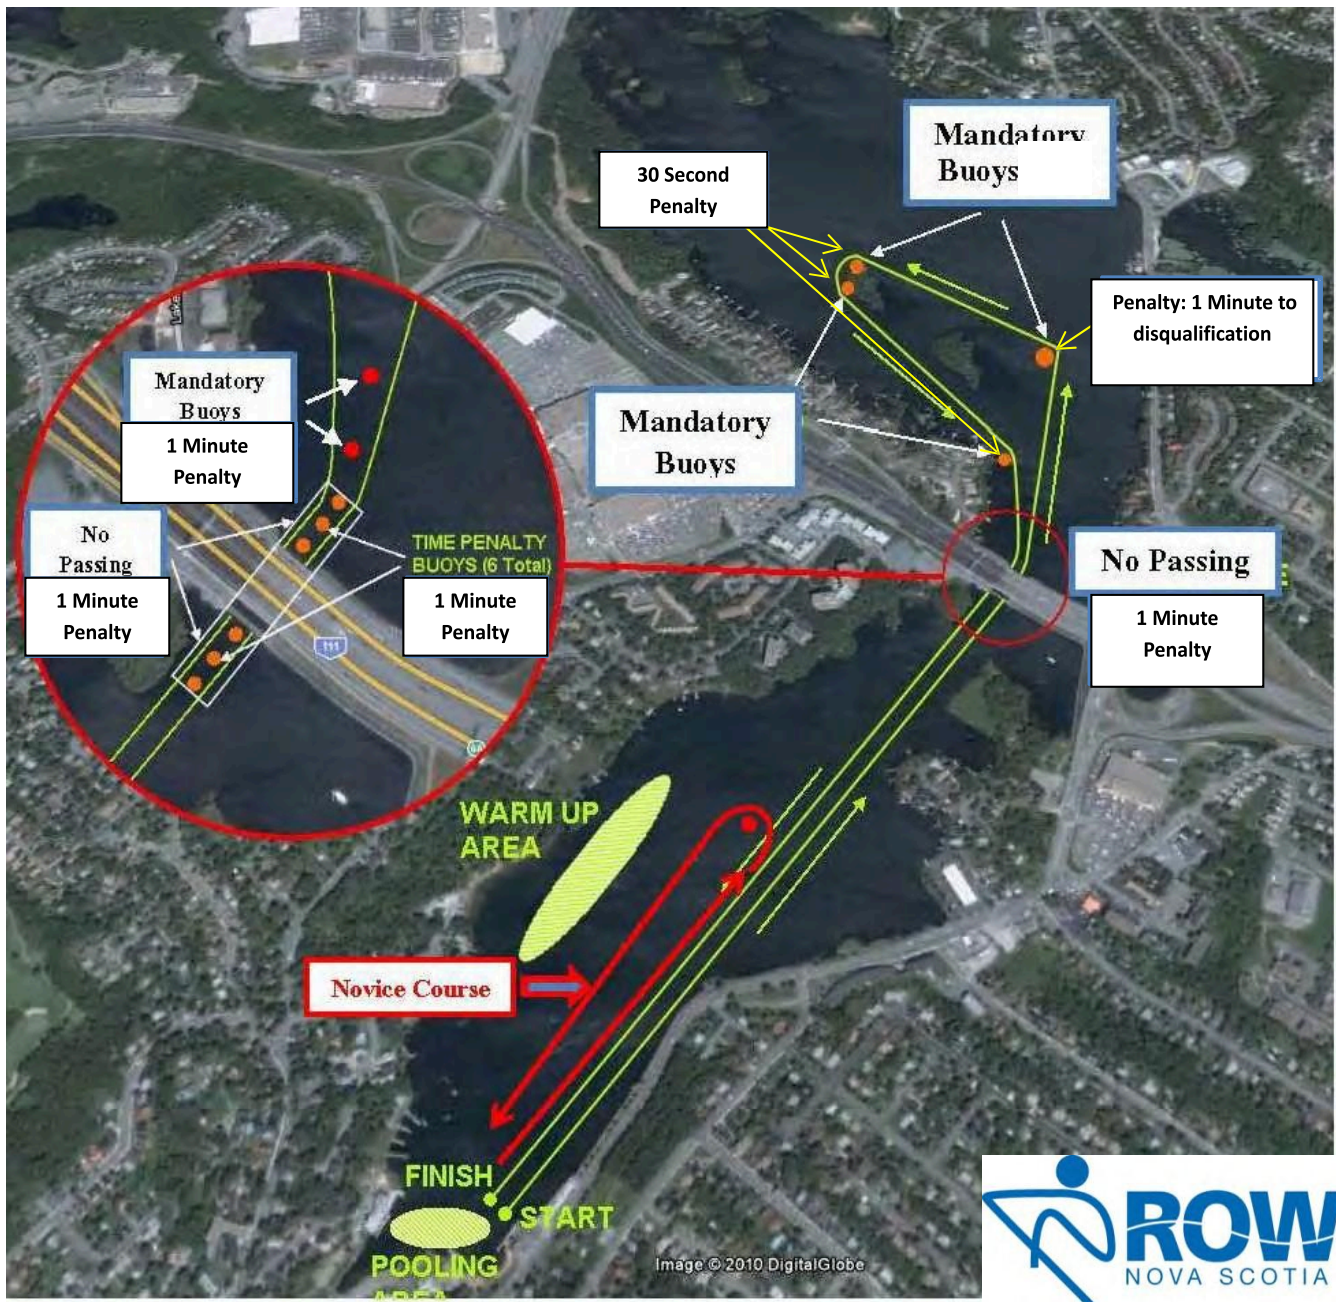 Mandatory
Buoys
30 Second
Penalty
Penalty: 1 Minute to
disqualification
Lake
Mandatory
Buoys
1 Minute
Penalty
Mandatory
Buoys
No
Passing
1 Minute
Penalty
TIME PENALTY
BUOYS (6 Total)
1 Minute
Penalty
111
No Passing
1 Minute
Penalty
WARM UP
AREA
Novice Course
FINISH
START
POOLING
AREA
Image © 2010 DigitalGlobe
ROW
NOVA SCOTIA